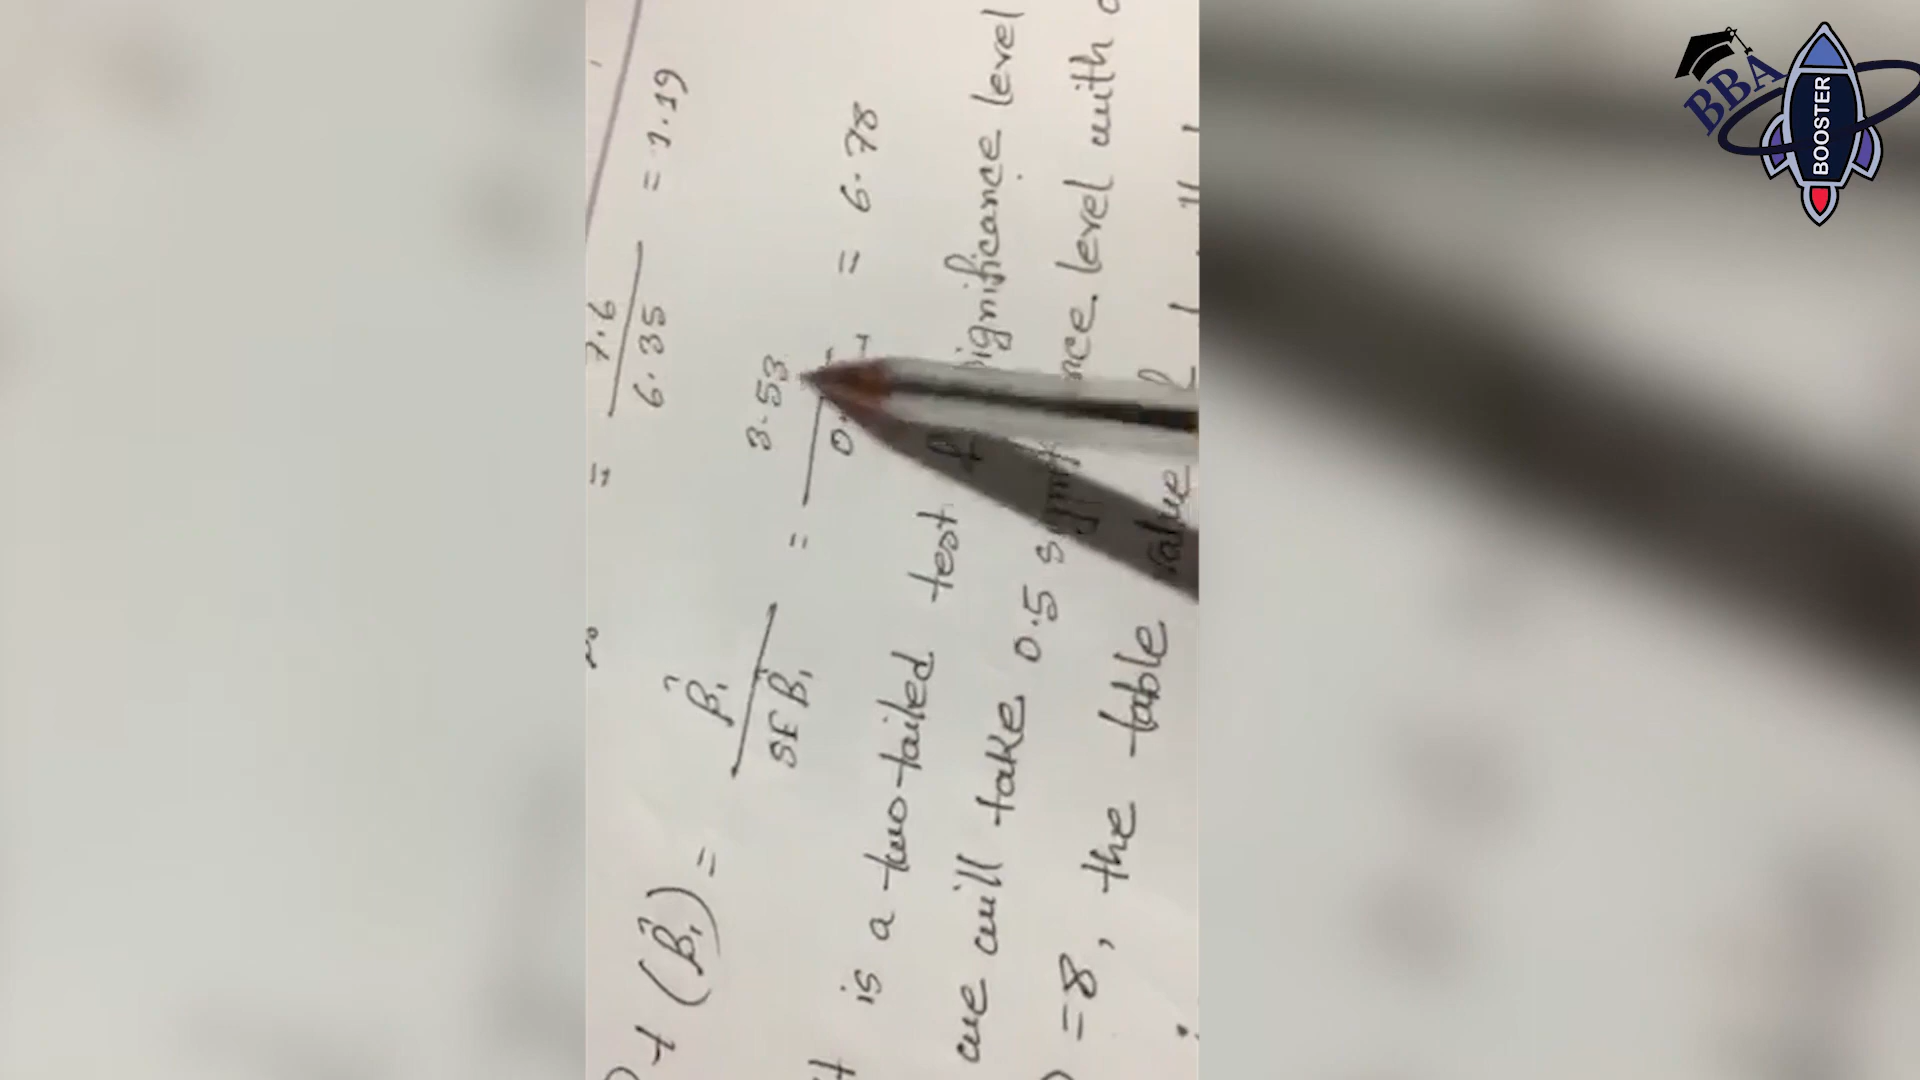 = 7.6 / 6.35 = 1.19
t (β̂₁) = β̂₁ / SE β̂₁ = 3.53 / 0. = 6.78
is a two-tailed test significance level
we will take 0.5 level with
= 8, the table value
BBA
BOOSTER